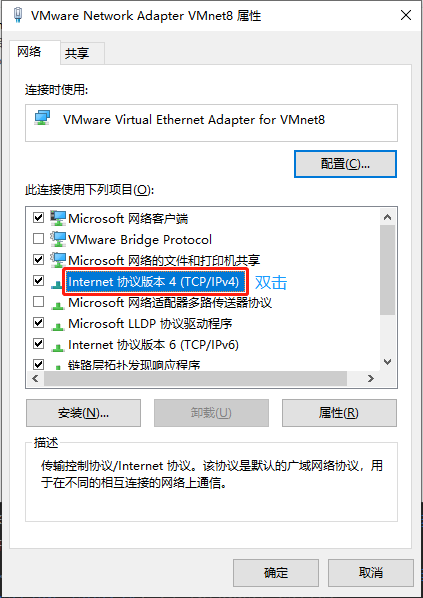 VMware Network Adapter VMnet8 属性
网络
共享
连接时使用:
VMware Virtual Ethernet Adapter for VMnet8
配置(C)...
此连接使用下列项目(O):
Microsoft 网络客户端
VMware Bridge Protocol
Microsoft 网络的文件和打印机共享
Internet 协议版本 4 (TCP/IPv4) 双击
Microsoft 网络适配器多路传送器协议
Microsoft LLDP 协议驱动程序
Internet 协议版本 6 (TCP/IPv6)
链路层拓扑发现响应程序
安装(N)...
卸载(U)
属性(R)
描述
传输控制协议/Internet 协议。该协议是默认的广域网络协议，用
于在不同的相互连接的网络上通信。
确定
取消